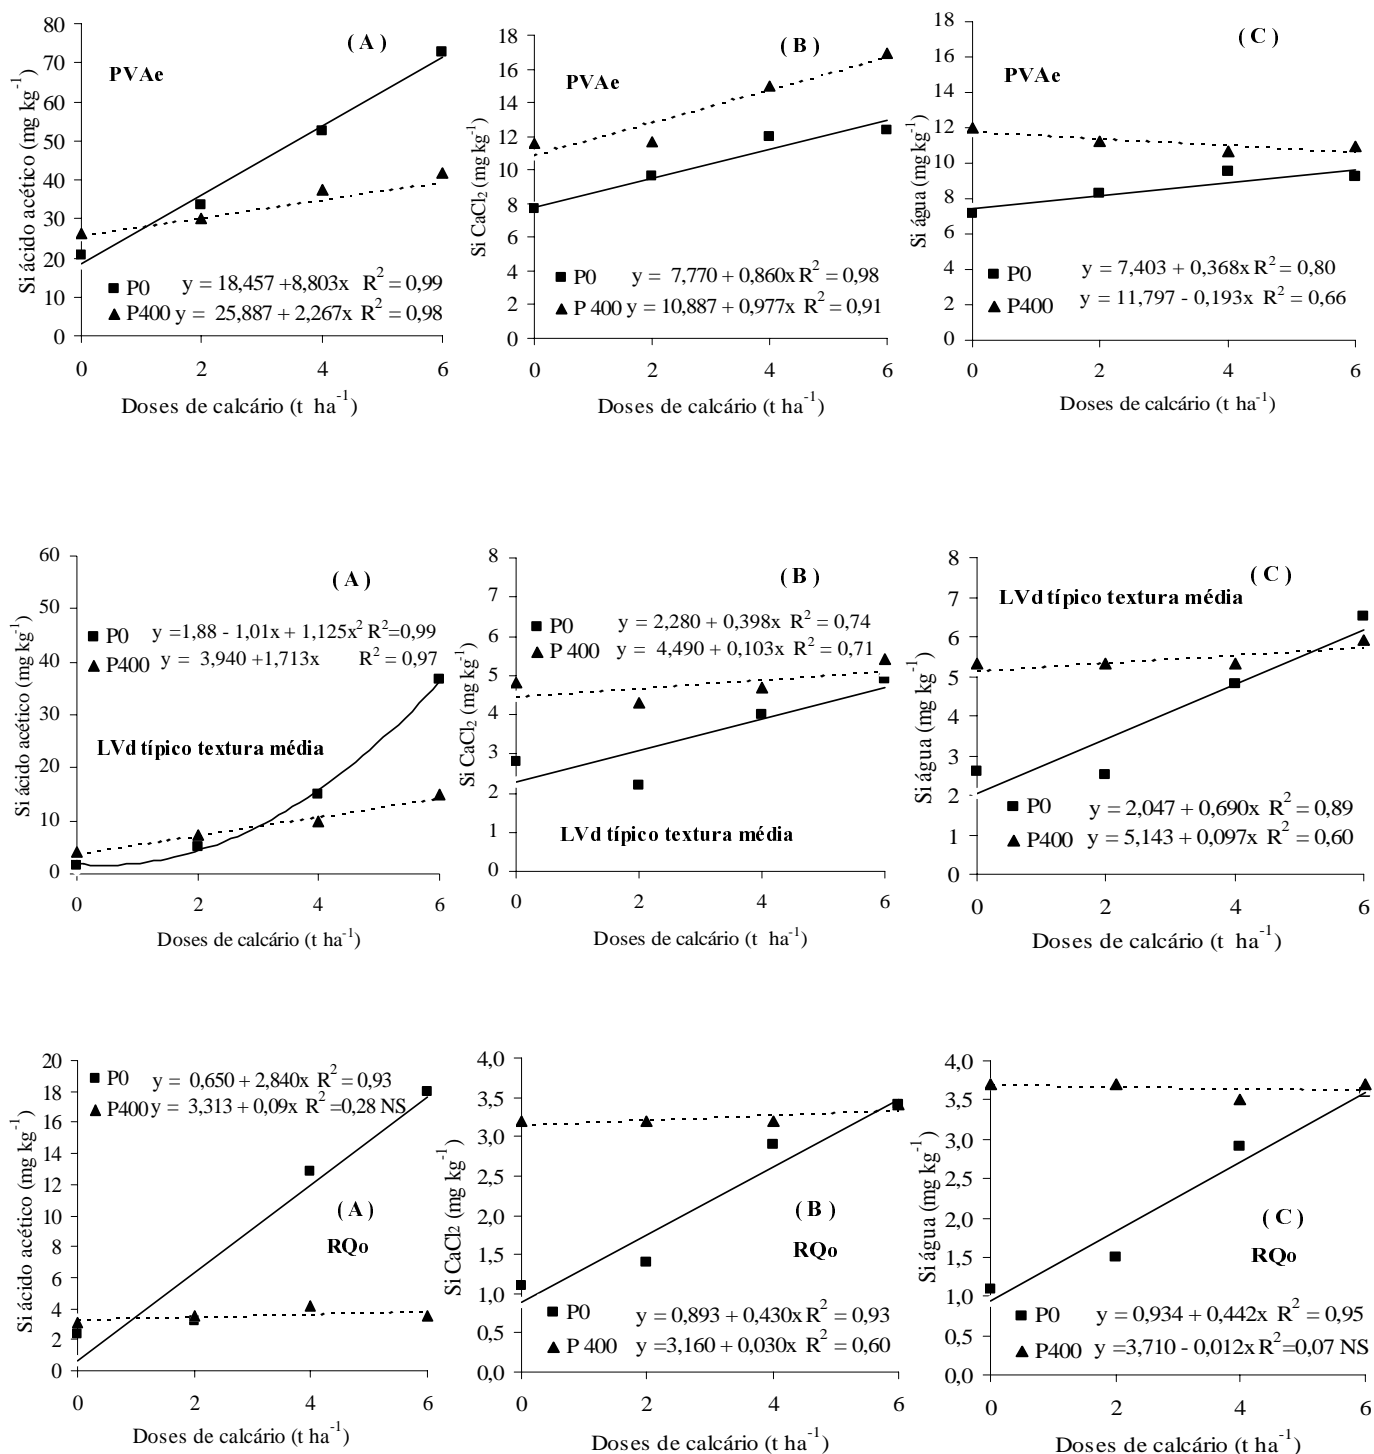 ( A )
PVAe
Si ácido acético (mg kg⁻¹)
80
70
60
50
40
30
20
10
0
P0 y = 18,457 +8,803x R² = 0,99
P400 y = 25,887 + 2,267x R² = 0,98
0 2 4 6
Doses de calcário (t ha⁻¹)
( B )
PVAe
Si CaCl₂ (mg kg⁻¹)
18
16
14
12
10
8
6
4
2
0
P0 y = 7,770 + 0,860x R² = 0,98
P 400 y = 10,887 + 0,977x R² = 0,91
0 2 4 6
Doses de calcário (t ha⁻¹)
( C )
PVAe
Si água (mg kg⁻¹)
18
16
14
12
10
8
6
4
2
0
P0 y = 7,403 + 0,368x R² = 0,80
P400 y = 11,797 - 0,193x R² = 0,66
0 2 4 6
Doses de calcário (t ha⁻¹)
( A )
Si ácido acético (mg kg⁻¹)
60
50
40
30
20
10
0
P0 y =1,88 - 1,01x + 1,125x² R²=0,99
P400 y = 3,940 +1,713x R² = 0,97
LVd típico textura média
0 2 4 6
Doses de calcário (t ha⁻¹)
( B )
Si CaCl₂ (mg kg⁻¹)
8
7
6
5
4
3
2
1
0
P0 y = 2,280 + 0,398x R² = 0,74
P 400 y = 4,490 + 0,103x R² = 0,71
LVd típico textura média
0 2 4 6
Doses de calcário (t ha⁻¹)
( C )
LVd típico textura média
Si água (mg kg⁻¹)
8
7
6
5
4
3
2
1
0
P0 y = 2,047 + 0,690x R² = 0,89
P400 y = 5,143 + 0,097x R² = 0,60
0 2 4 6
Doses de calcário (t ha⁻¹)
Si ácido acético (mg kg⁻¹)
20
18
16
14
12
10
8
6
4
2
0
P0 y = 0,650 + 2,840x R² = 0,93
P400 y = 3,313 + 0,09x R² =0,28 NS
( A )
RQo
0 2 4 6
Doses de calcário (t ha⁻¹)
Si CaCl₂ (mg kg⁻¹)
4,0
3,5
3,0
2,5
2,0
1,5
1,0
0,5
0,0
( B )
RQo
P0 y = 0,893 + 0,430x R² = 0,93
P 400 y =3,160 + 0,030x R² = 0,60
0 2 4 6
Doses de calcário (t ha⁻¹)
Si água (mg kg⁻¹)
4,0
3,5
3,0
2,5
2,0
1,5
1,0
0,5
0,0
( C )
RQo
P0 y = 0,934 + 0,442x R² = 0,95
P400 y =3,710 - 0,012x R²=0,07 NS
0 2 4 6
Doses de calcário (t ha⁻¹)